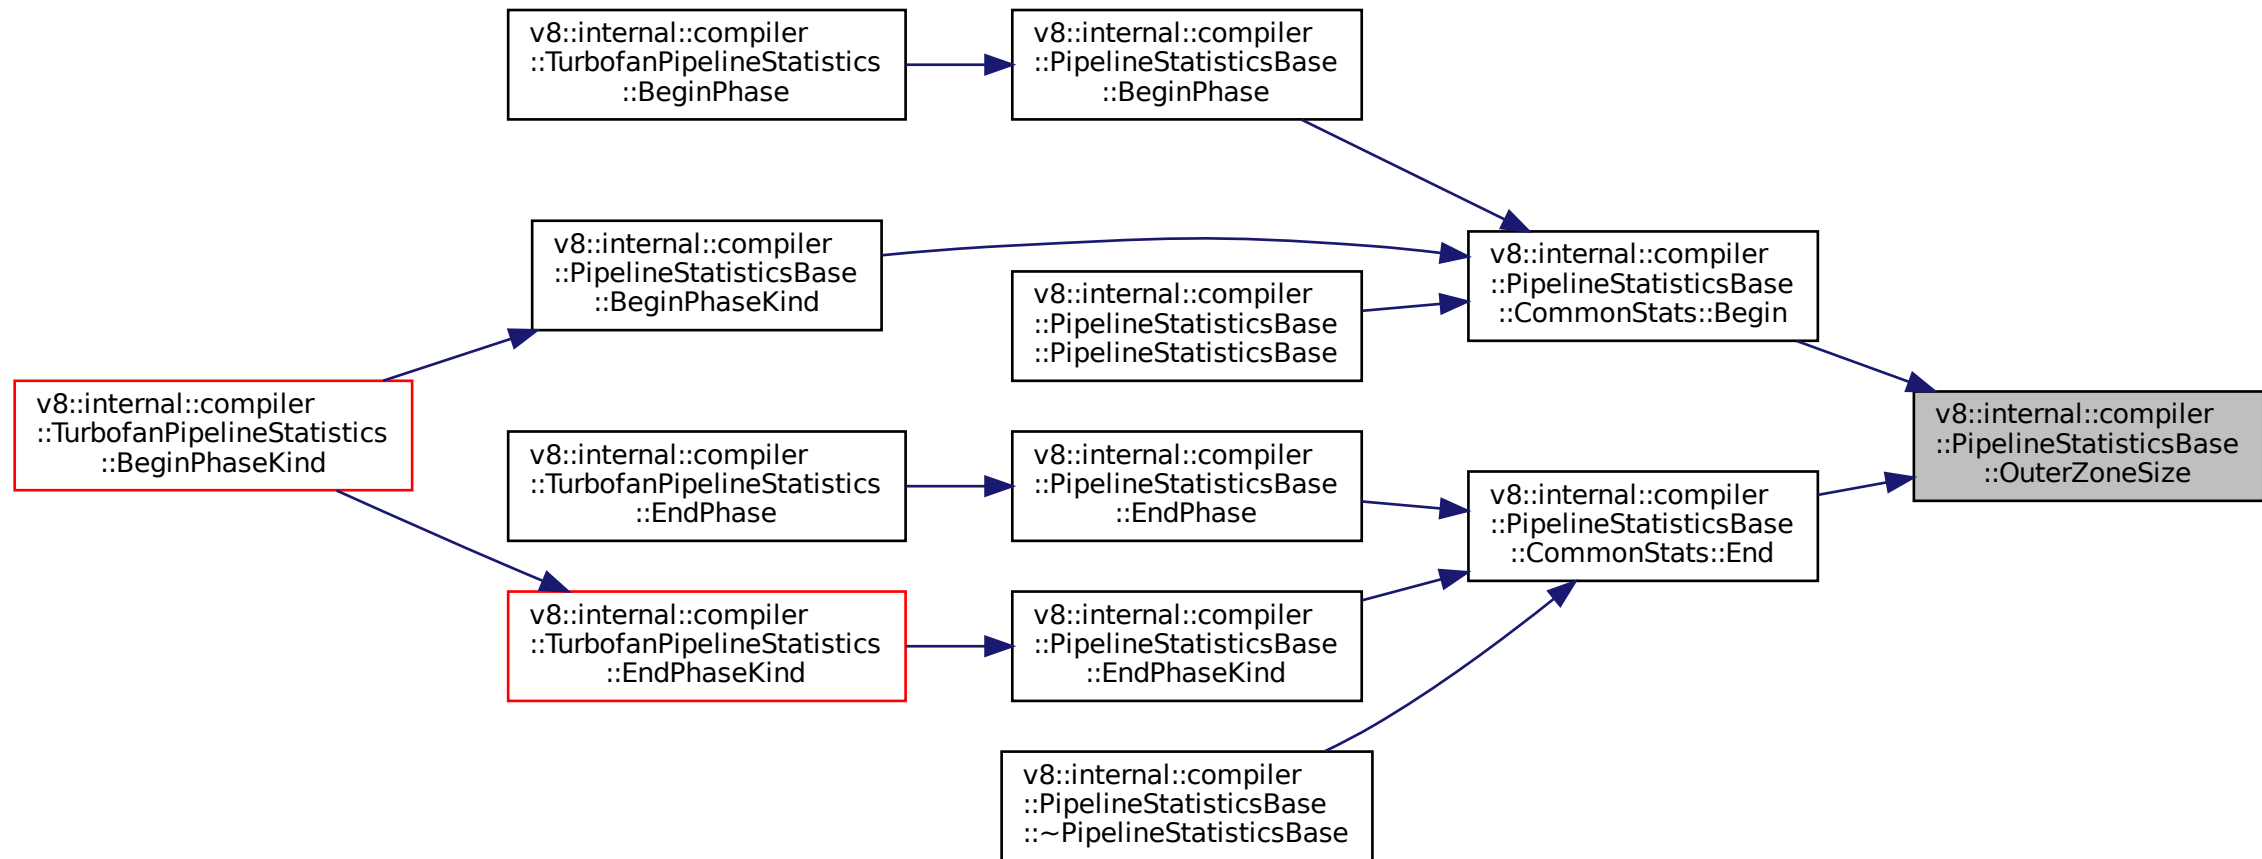 v8::internal::compiler
::TurbofanPipelineStatistics
::BeginPhase
v8::internal::compiler
::PipelineStatisticsBase
::BeginPhase
v8::internal::compiler
::PipelineStatisticsBase
::BeginPhaseKind
v8::internal::compiler
::PipelineStatisticsBase
::CommonStats::Begin
v8::internal::compiler
::PipelineStatisticsBase
::PipelineStatisticsBase
v8::internal::compiler
::TurbofanPipelineStatistics
::BeginPhaseKind
v8::internal::compiler
::PipelineStatisticsBase
::OuterZoneSize
v8::internal::compiler
::TurbofanPipelineStatistics
::EndPhase
v8::internal::compiler
::PipelineStatisticsBase
::EndPhase
v8::internal::compiler
::PipelineStatisticsBase
::CommonStats::End
v8::internal::compiler
::TurbofanPipelineStatistics
::EndPhaseKind
v8::internal::compiler
::PipelineStatisticsBase
::EndPhaseKind
v8::internal::compiler
::PipelineStatisticsBase
::~PipelineStatisticsBase